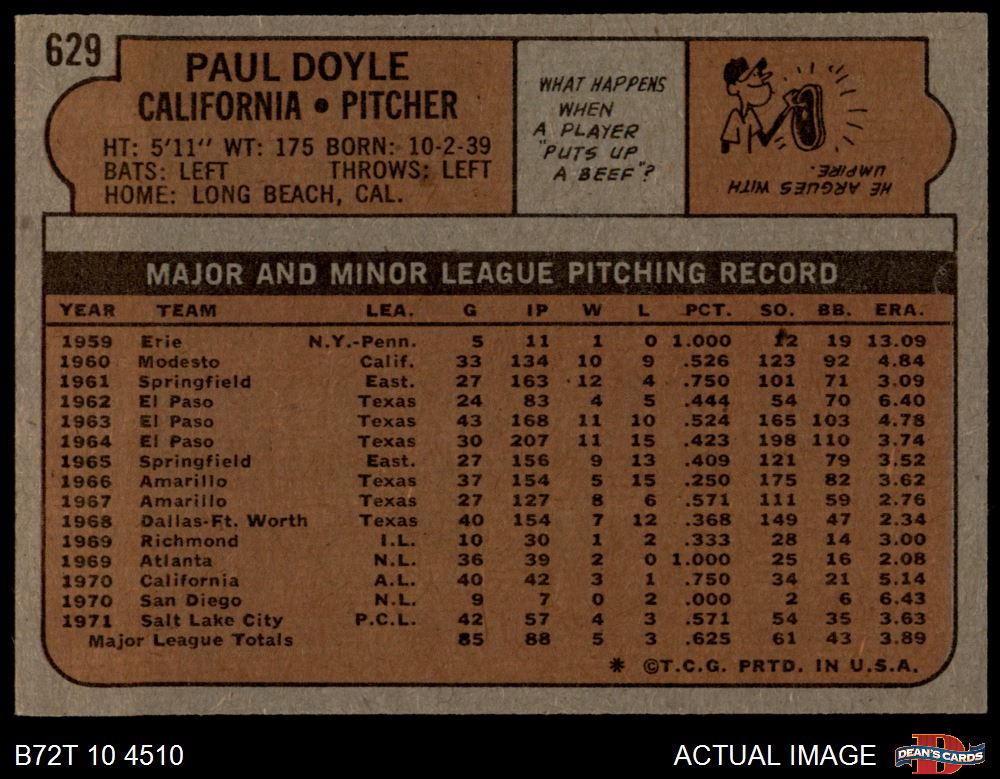 629
PAUL DOYLE
CALIFORNIA • PITCHER
HT: 5'11" WT: 175 BORN: 10-2-39
BATS: LEFT THROWS: LEFT
HOME: LONG BEACH, CAL.
WHAT HAPPENS
WHEN
A PLAYER
"PUTS UP
A BEEF"?
HE ARGUES WITH
UMPIRE.
MAJOR AND MINOR LEAGUE PITCHING RECORD
YEAR TEAM LEA. G IP W L PCT. SO. BB. ERA.
1959 Erie N.Y.-Penn. 5 11 1 0 1.000 12 19 13.09
1960 Modesto Calif. 33 134 10 9 .526 123 92 4.84
1961 Springfield East. 27 163 12 4 .750 101 71 3.09
1962 El Paso Texas 24 83 4 5 .444 54 70 6.40
1963 El Paso Texas 43 168 11 10 .524 165 103 4.78
1964 El Paso Texas 30 207 11 15 .423 198 110 3.74
1965 Springfield East. 27 156 9 13 .409 121 79 3.52
1966 Amarillo Texas 37 154 5 15 .250 175 82 3.62
1967 Amarillo Texas 27 127 8 6 .571 111 59 2.76
1968 Dallas-Ft. Worth Texas 40 154 7 12 .368 149 47 2.34
1969 Richmond I.L. 10 30 1 2 .333 28 14 3.00
1969 Atlanta N.L. 36 39 2 0 1.000 25 16 2.08
1970 California A.L. 40 42 3 1 .750 34 21 5.14
1970 San Diego N.L. 9 7 0 2 .000 2 6 6.43
1971 Salt Lake City P.C.L. 42 57 4 3 .571 54 35 3.63
Major League Totals 85 88 5 3 .625 61 43 3.89
* ©T.C.G. PRTD. IN U.S.A.
B72T 10 4510
ACTUAL IMAGE
D
DEAN'S CARDS